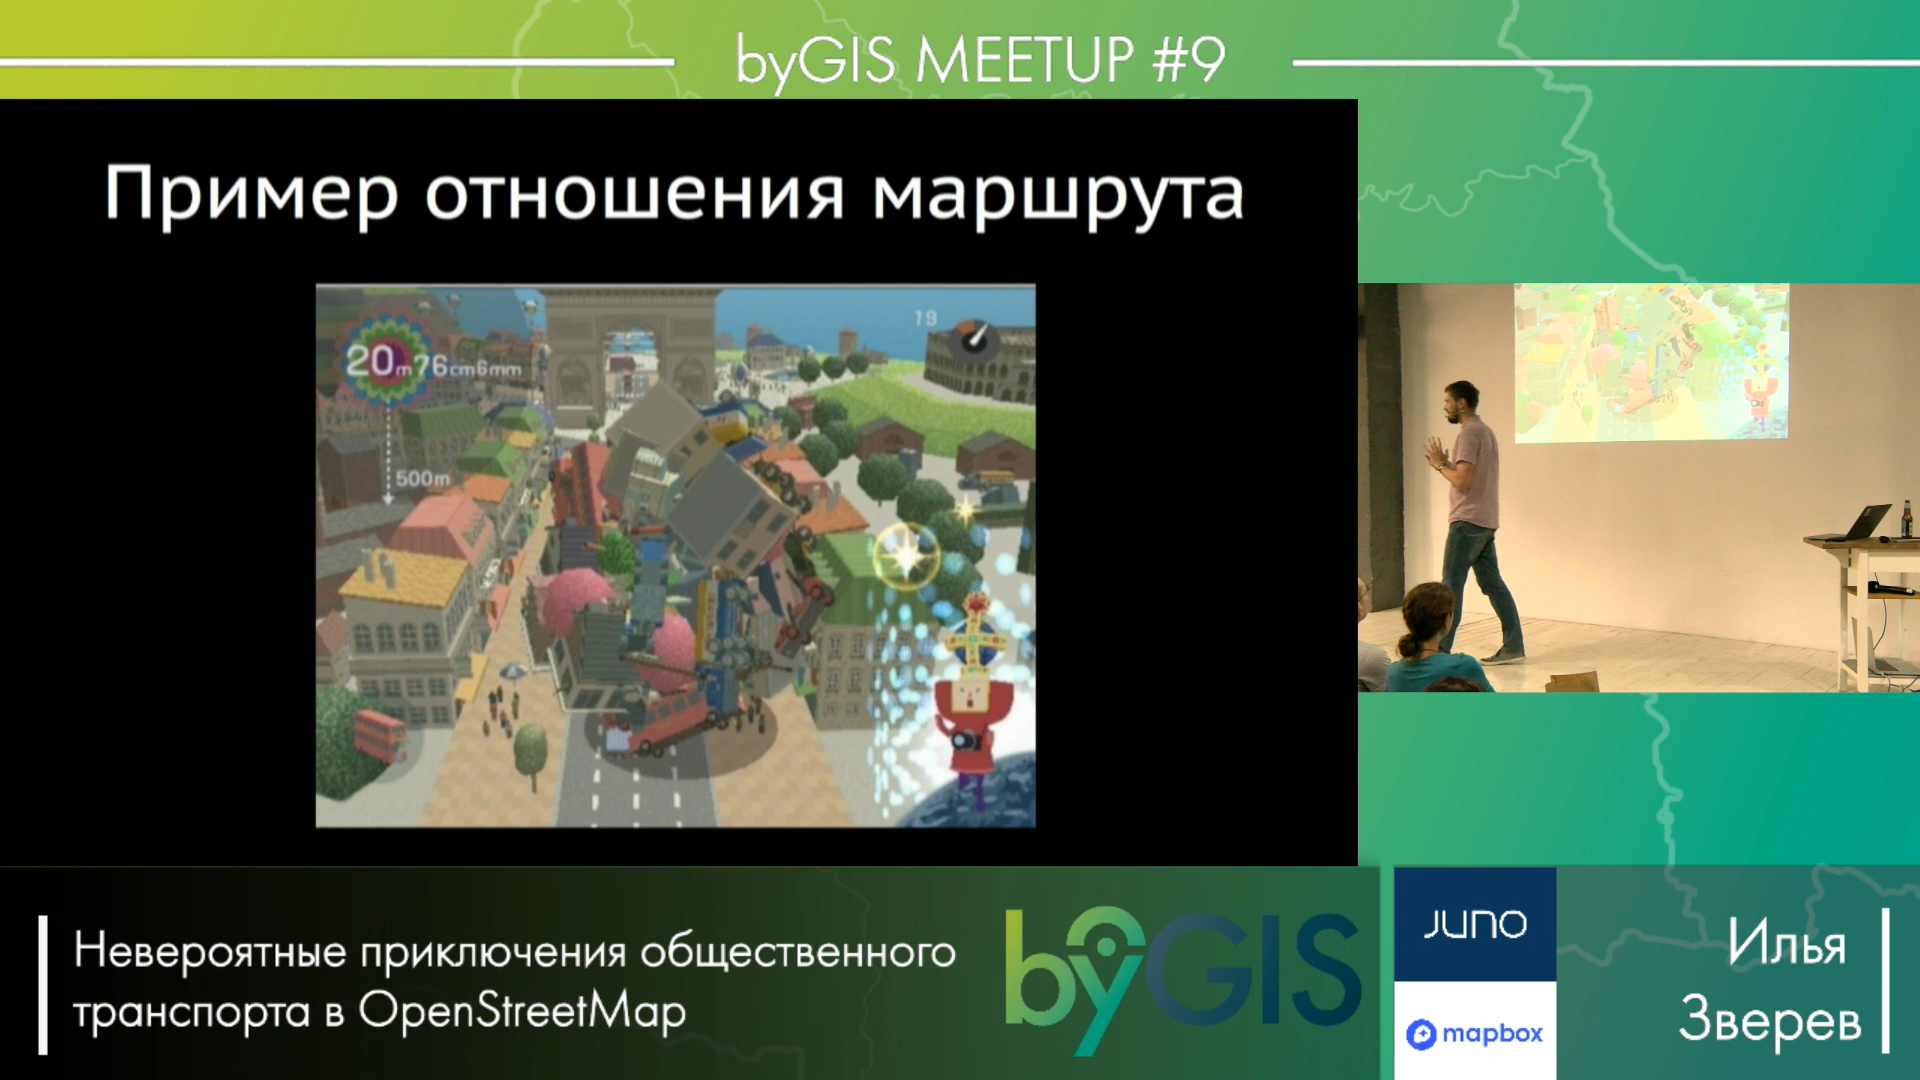 byGIS MEETUP #9
Пример отношения маршрута
20m76cm6mm
19
500m
Невероятные приключения общественного
транспорта в OpenStreetMap
byGIS
JUNO
mapbox
Илья
Зверев